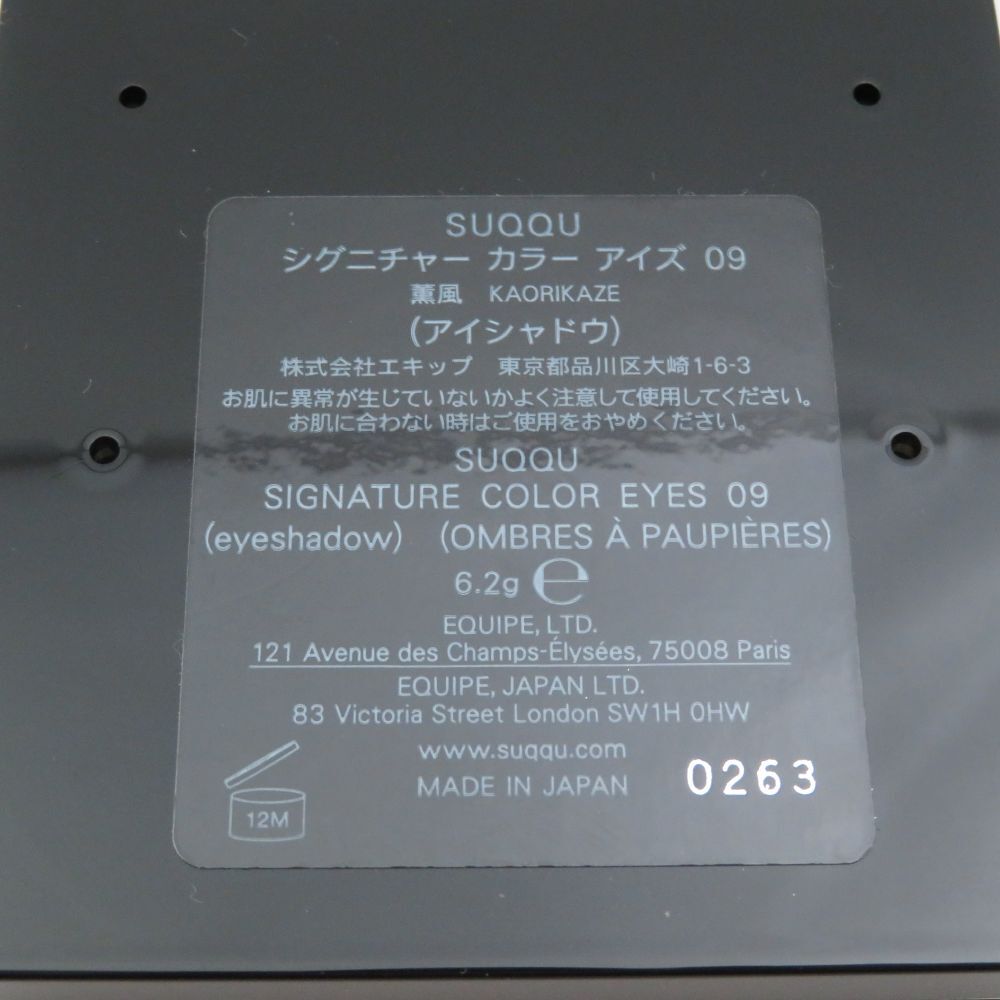 SUQQU
シグニチャー カラー アイズ 09
薫風 KAORIKAZE
(アイシャドウ)
株式会社エキップ 東京都品川区大崎1-6-3
お肌に異常が生じていないかよく注意して使用してください。
お肌に合わない時はご使用をおやめください。
SUQQU
SIGNATURE COLOR EYES 09
(eyeshadow) (OMBRES À PAUPIÈRES)
6.2g ℮
EQUIPE, LTD.
121 Avenue des Champs-Élysées, 75008 Paris
EQUIPE, JAPAN LTD.
83 Victoria Street London SW1H 0HW
www.suqqu.com
MADE IN JAPAN
0263
12M